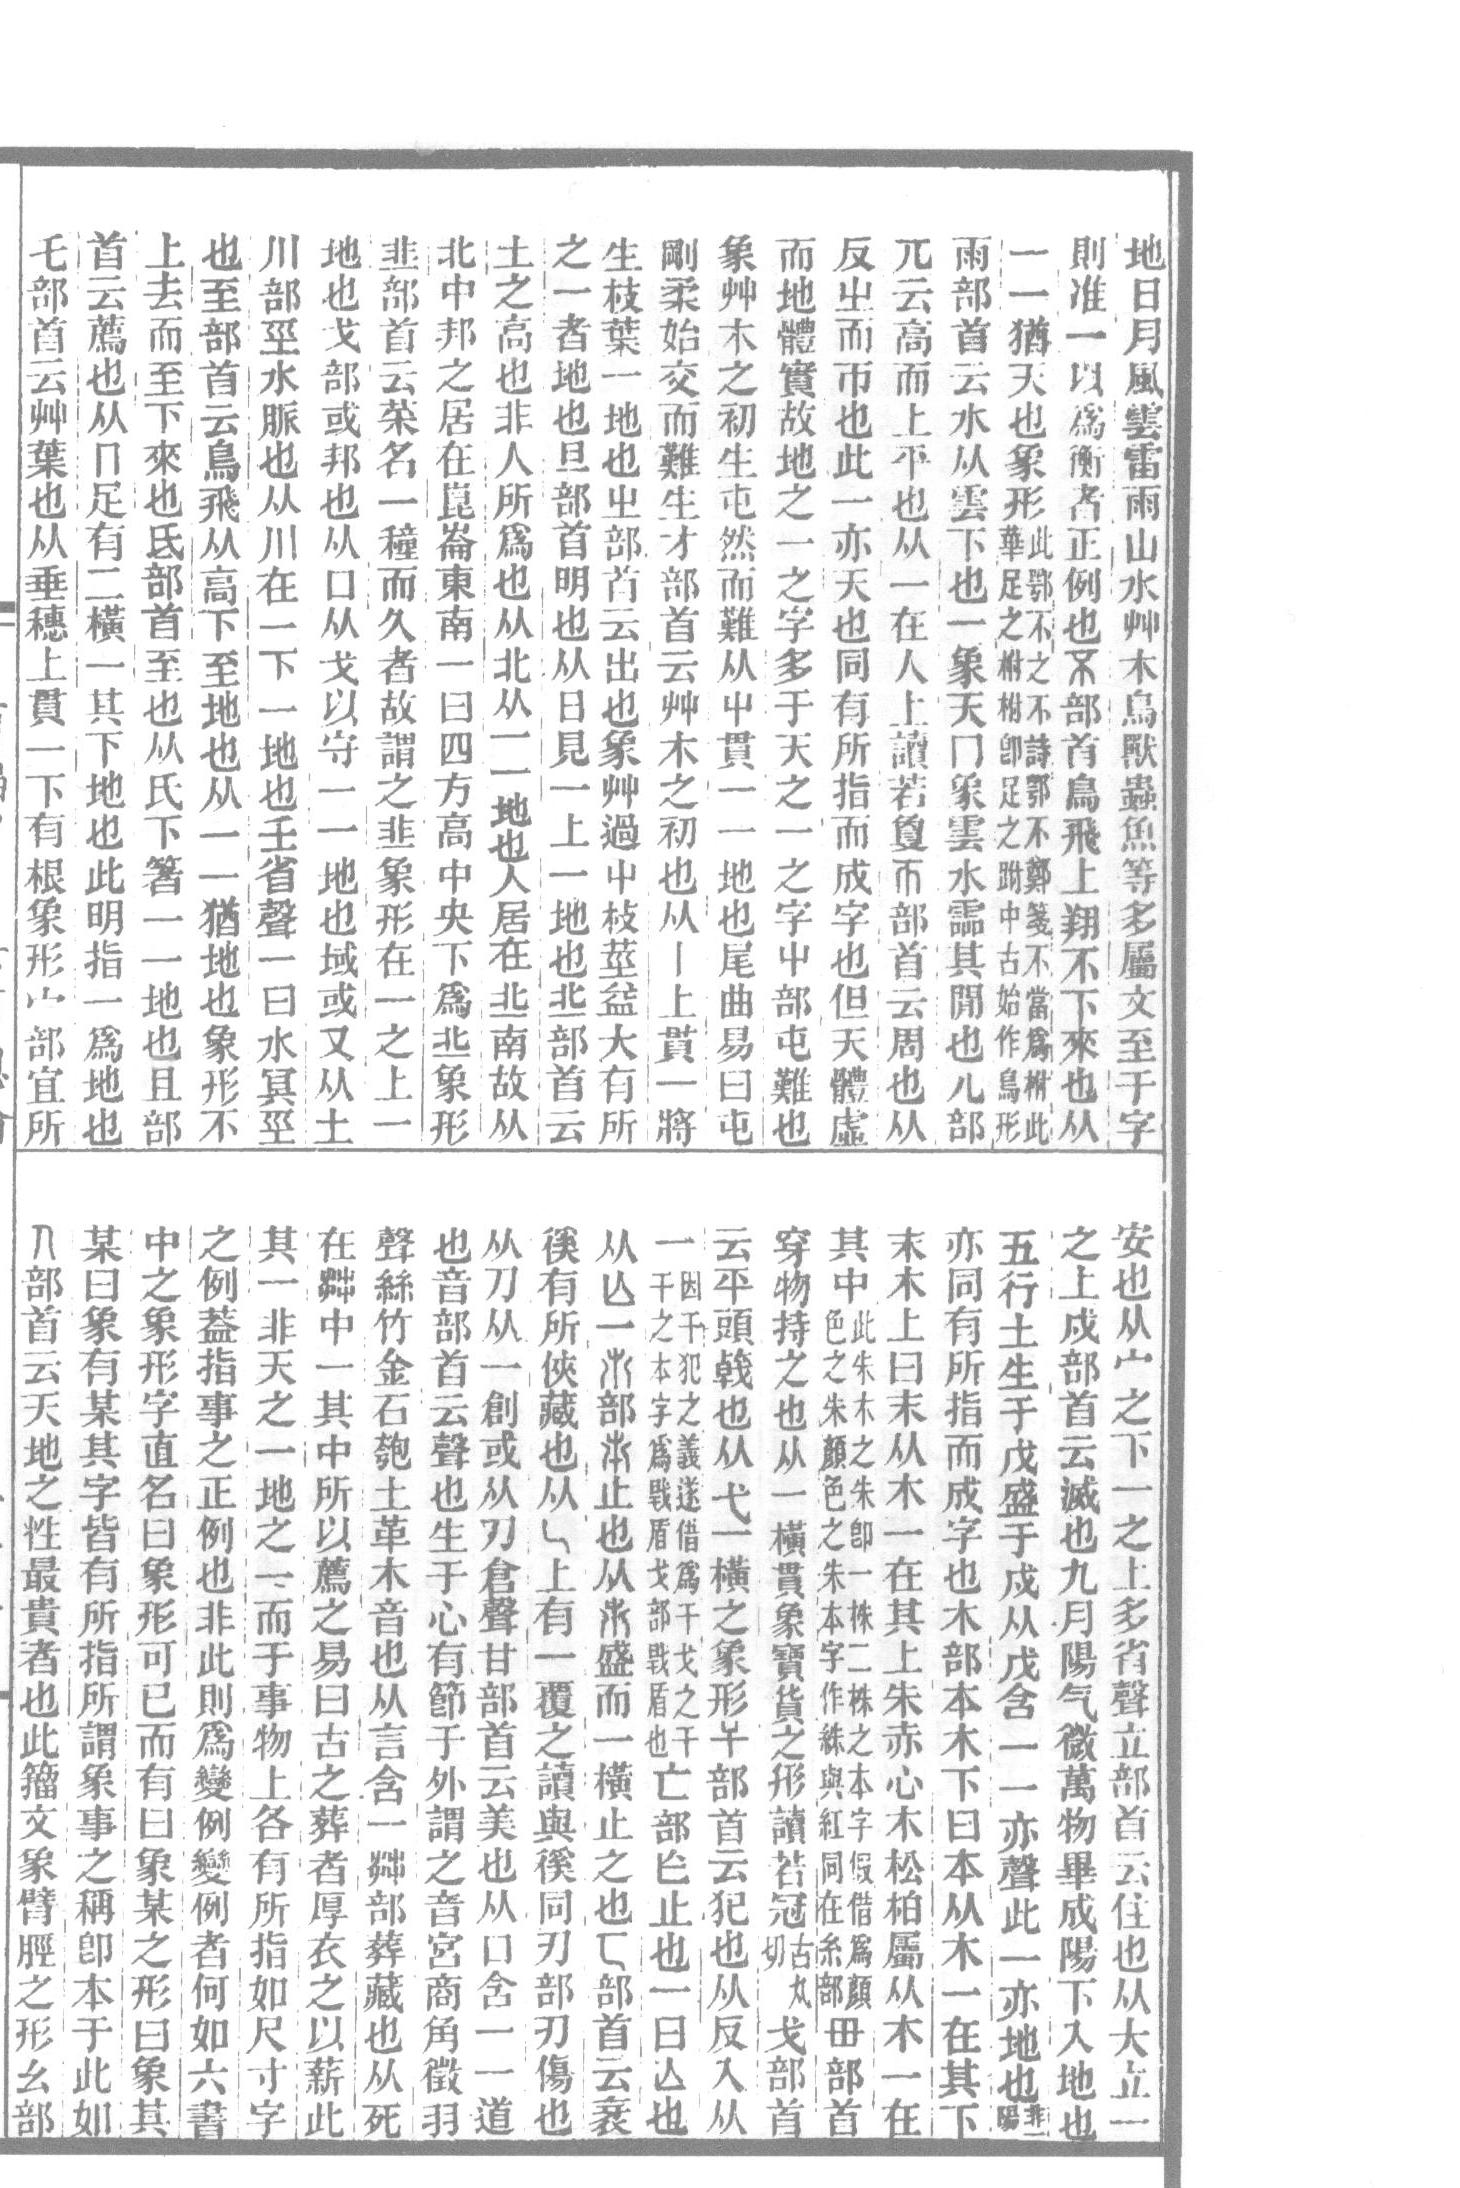 地日月風雲雷雨山水艸木鳥獸蟲魚等多屬文至于字
則准一以爲衡者正例也不部首鳥飛上翔不下來也从
一一猶天也象形此鄂不之不詩鄂不鄭箋不當爲柎此華足之柎柎卽足之跗中古始作鳥形
雨部首云水从雲下也一象天冂象雲水霝其閒也儿部
兀云高而上平也从一在人上讀若夐帀部首云周也从
反㞢而帀也此一亦天也同有所指而成字也但天體虛
而地體實故地之一之字多于天之一之字屮部屯難也
象艸木之初生屯然而難从屮貫一一地也尾曲易曰屯
剛柔始交而難生才部首云艸木之初也从丨上貫一將
生枝葉一地也㞢部首云出也象艸過屮枝莖益大有所
之一者地也旦部首明也从日見一上一地也丠部首云
土之高也非人所爲也从北从一一地也人居在丠南故从
北中邦之居在崑崙東南一曰四方高中央下爲丠象形
韭部首云菜名一穜而久者故謂之韭象形在一之上一
地也戈部或邦也从口从戈以守一一地也域或又从土
川部巠水脈也从川在一下一地也壬省聲一曰水冥巠
也至部首云鳥飛从高下至地也从一一猶地也象形不
上去而至下來也氐部首至也从氏下箸一一地也且部
首云薦也从几足有二橫一其下地也此明指一爲地也
乇部首云艸葉也从垂穗上貫一下有根象形宀部宜所
安也从宀之下一之上多省聲立部首云住也从大立一
之上戌部首云滅也九月陽气微萬物畢成陽下入地也
五行土生于戊盛于戌从戊含一一亦聲此一亦地也非一陽
亦同有所指而成字也木部本木下曰本从木一在其下
末木上曰末从木一在其上朱赤心木松柏屬从木一在
其中此朱木之朱卽一株二株之本字假借爲顏色之朱顏色之朱本字作絑與紅同在糸部毌部首
穿物持之也从一橫貫象寶貨之形讀若冠古丸切戈部首
云平頭戟也从弋一橫之象形干部首云犯也从反入从
一因干犯之義遂借爲干戈之干干之本字爲戰盾戈部戰盾也亡部乍止也一曰亾也
从亾一𣎵部𣎵止也从𣎵盛而一橫止之也匸部首云衺
徯有所俠藏也从乚上有一覆之讀與徯同刃部刅傷也
从刀从一創或从刀倉聲甘部首云美也从口含一一道
也音部首云聲也生于心有節于外謂之音宮商角徵羽
聲絲竹金石匏土革木音也从言含一茻部葬藏也从死
在茻中一其中所以薦之易曰古之葬者厚衣之以薪此
其一非天之一地之一而于事物上各有所指如尺寸字
之例葢指事之正例也非此則爲變例變例者何如六書
中之象形字直名曰象形可已而有曰象某之形曰象其
某曰象有某其字皆有所指所謂象事之稱卽本于此如
𠆢部首云天地之性最貴者也此籀文象臂脛之形幺部